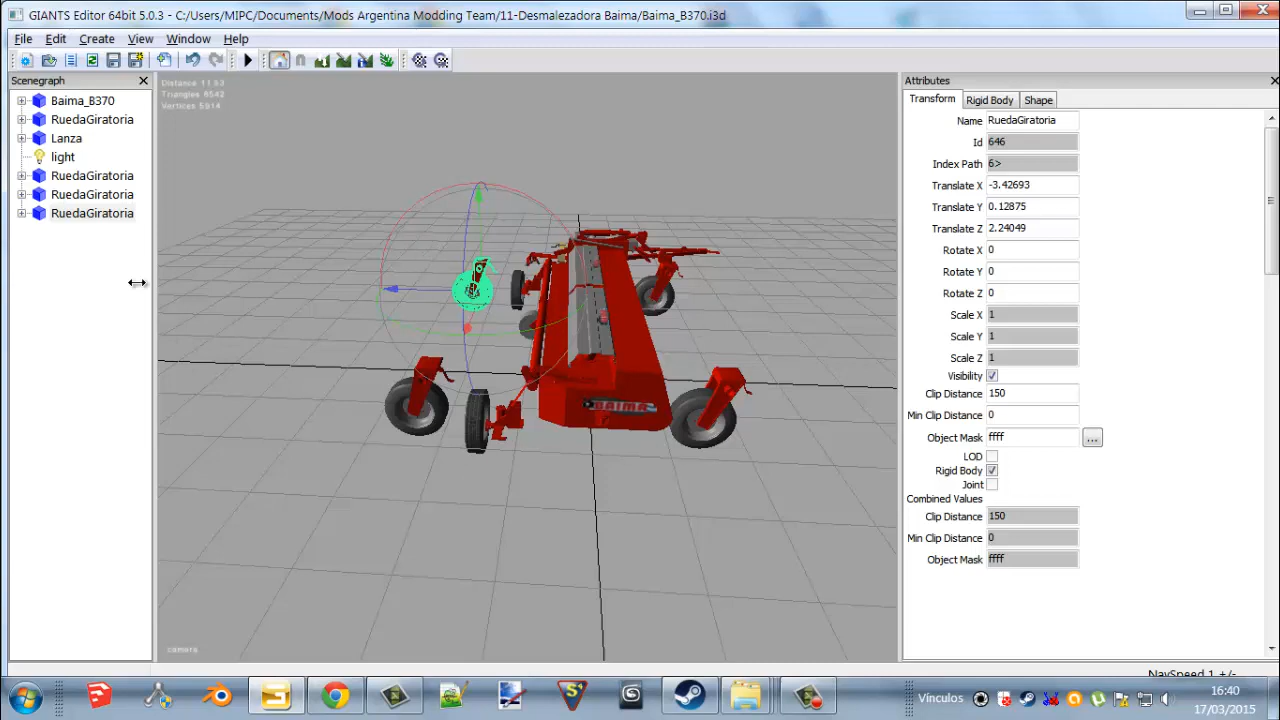 GIANTS Editor 64bit 5.0.3 - C:/Users/MIPC/Documents/Mods Argentina Modding Team/11-Desmalezadora Baima/Baima_B370.i3d
File Edit Create View Window Help
Scenegraph
Baima_B370
RuedaGiratoria
Lanza
light
RuedaGiratoria
RuedaGiratoria
RuedaGiratoria
Distance 11.93
Triangles 8542
Vertices 5914
BAIMA
camera
Attributes
Transform Rigid Body Shape
Name RuedaGiratoria
Id 646
Index Path 6>
Translate X -3.42693
Translate Y 0.12875
Translate Z 2.24049
Rotate X 0
Rotate Y 0
Rotate Z 0
Scale X 1
Scale Y 1
Scale Z 1
Visibility
Clip Distance 150
Min Clip Distance 0
Object Mask ffff ...
LOD
Rigid Body
Joint
Combined Values
Clip Distance 150
Min Clip Distance 0
Object Mask ffff
NavSpeed 1 +/-
Vínculos
16:40
17/03/2015